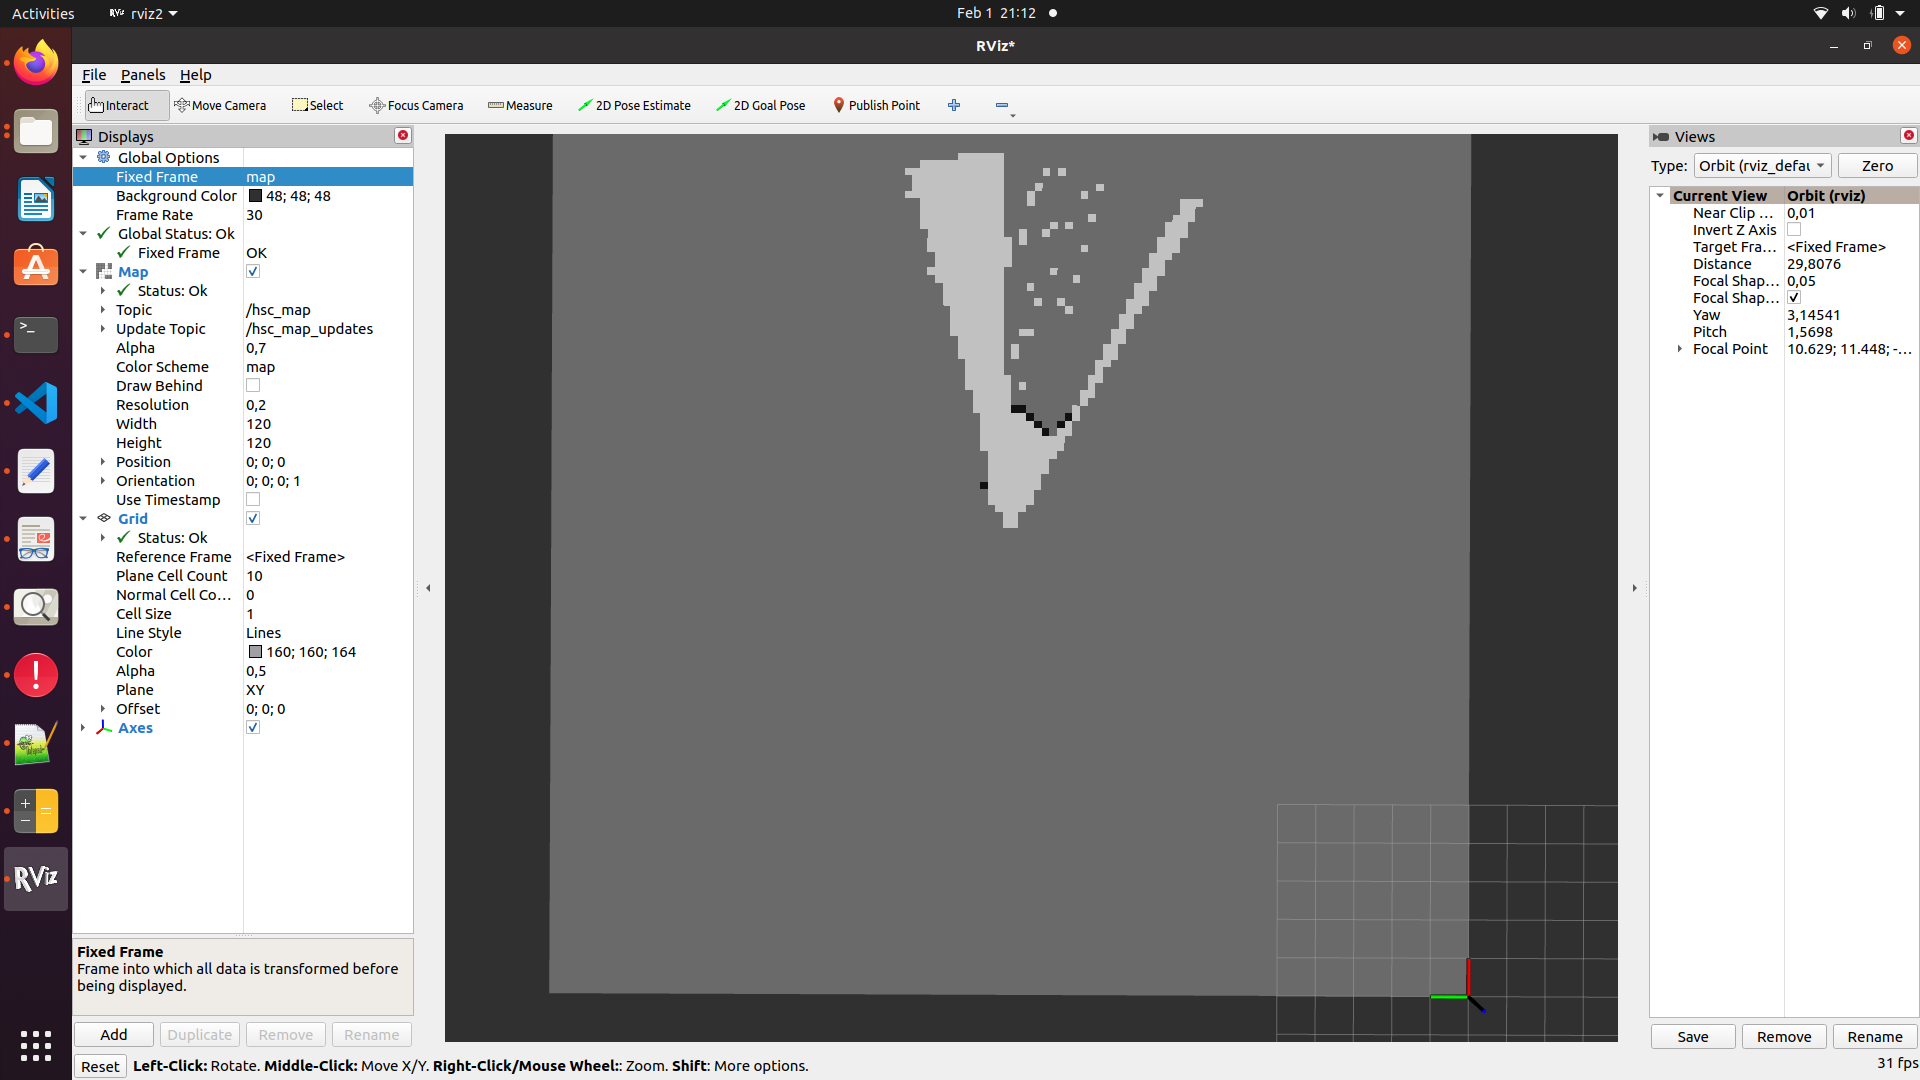 Activities rviz2 Feb 1 21:12
RViz*
File Panels Help
Interact Move Camera Select Focus Camera Measure 2D Pose Estimate 2D Goal Pose Publish Point
Displays
Global Options
Fixed Frame map
Background Color 48; 48; 48
Frame Rate 30
Global Status: Ok
Fixed Frame OK
Map
Status: Ok
Topic /hsc_map
Update Topic /hsc_map_updates
Alpha 0,7
Color Scheme map
Draw Behind
Resolution 0,2
Width 120
Height 120
Position 0; 0; 0
Orientation 0; 0; 0; 1
Use Timestamp
Grid
Status: Ok
Reference Frame <Fixed Frame>
Plane Cell Count 10
Normal Cell Co... 0
Cell Size 1
Line Style Lines
Color 160; 160; 164
Alpha 0,5
Plane XY
Offset 0; 0; 0
Axes
Fixed Frame
Frame into which all data is transformed before
being displayed.
Add Duplicate Remove Rename
Reset Left-Click: Rotate. Middle-Click: Move X/Y. Right-Click/Mouse Wheel:: Zoom. Shift: More options.
Views
Type: Orbit (rviz_defau Zero
Current View Orbit (rviz)
Near Clip ... 0,01
Invert Z Axis
Target Fra... <Fixed Frame>
Distance 29,8076
Focal Shap... 0,05
Focal Shap...
Yaw 3,14541
Pitch 1,5698
Focal Point 10.629; 11.448; -...
Save Remove Rename
31 fps
RViz